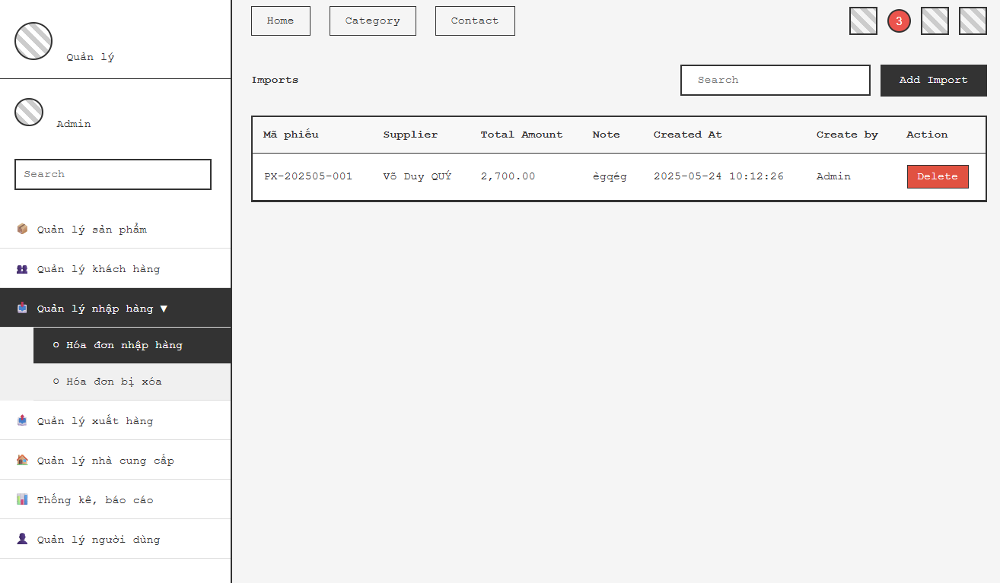 Quản lý
Admin
Search
Quản lý sản phẩm
Quản lý khách hàng
Quản lý nhập hàng ▼
Hóa đơn nhập hàng
Hóa đơn bị xóa
Quản lý xuất hàng
Quản lý nhà cung cấp
Thống kê, báo cáo
Quản lý người dùng
Home Category Contact 3
Imports Search Add Import
Mã phiếu Supplier Total Amount Note Created At Create by Action
PX-202505-001 Võ Duy QUÝ 2,700.00 ègqég 2025-05-24 10:12:26 Admin Delete